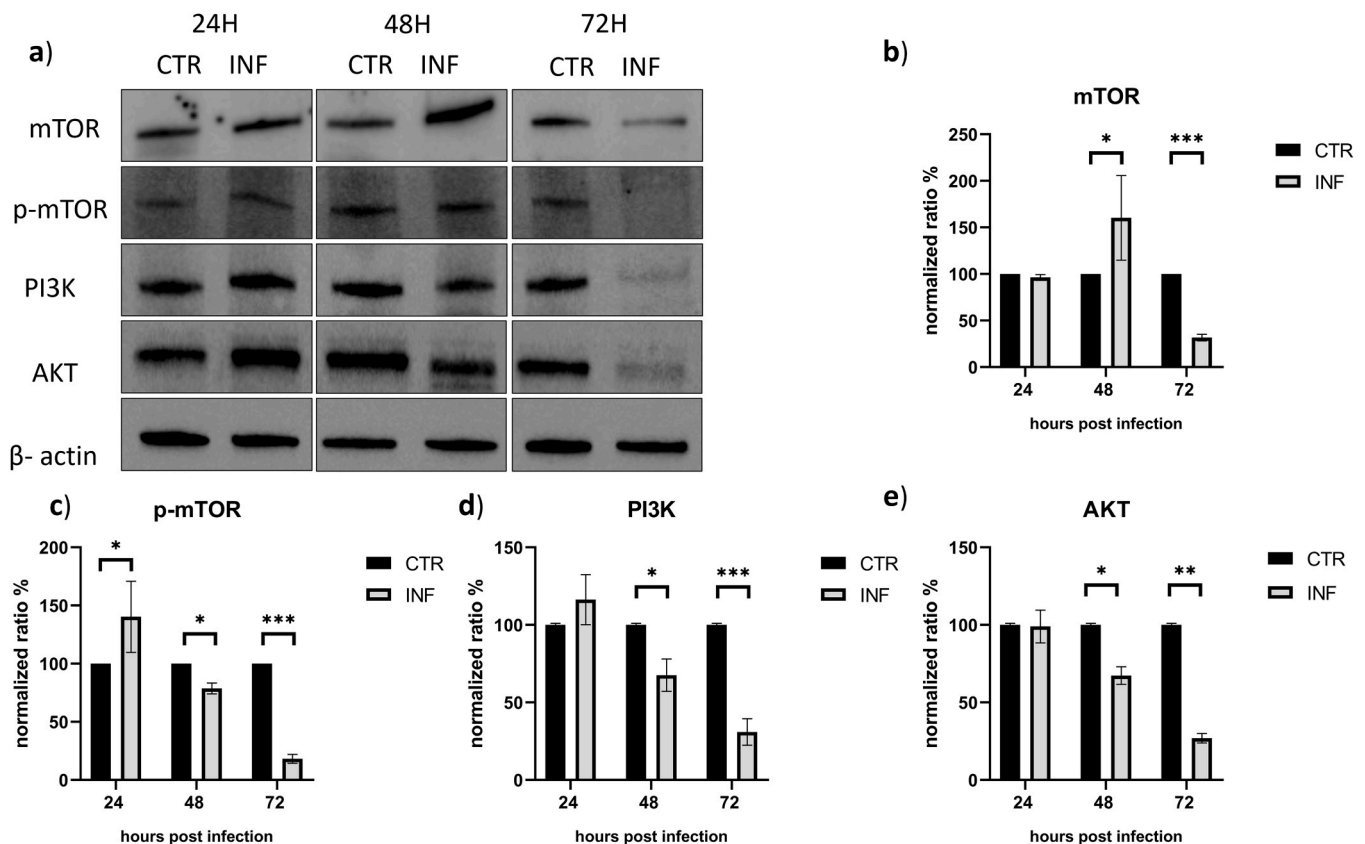 24H 48H 72H
a)
CTR INF CTR INF CTR INF
mTOR
p-mTOR
PI3K
AKT
β- actin
b)
mTOR
normalized ratio %
250
200
150
100
50
0
* ***
24 48 72
hours post infection
CTR
INF
c)
p-mTOR
normalized ratio %
200
150
100
50
0
* * ***
24 48 72
hours post infection
CTR
INF
d)
PI3K
normalized ratio %
150
100
50
0
* ***
24 48 72
hours post infection
CTR
INF
e)
AKT
normalized ratio %
150
100
50
0
* **
24 48 72
hours post infection
CTR
INF